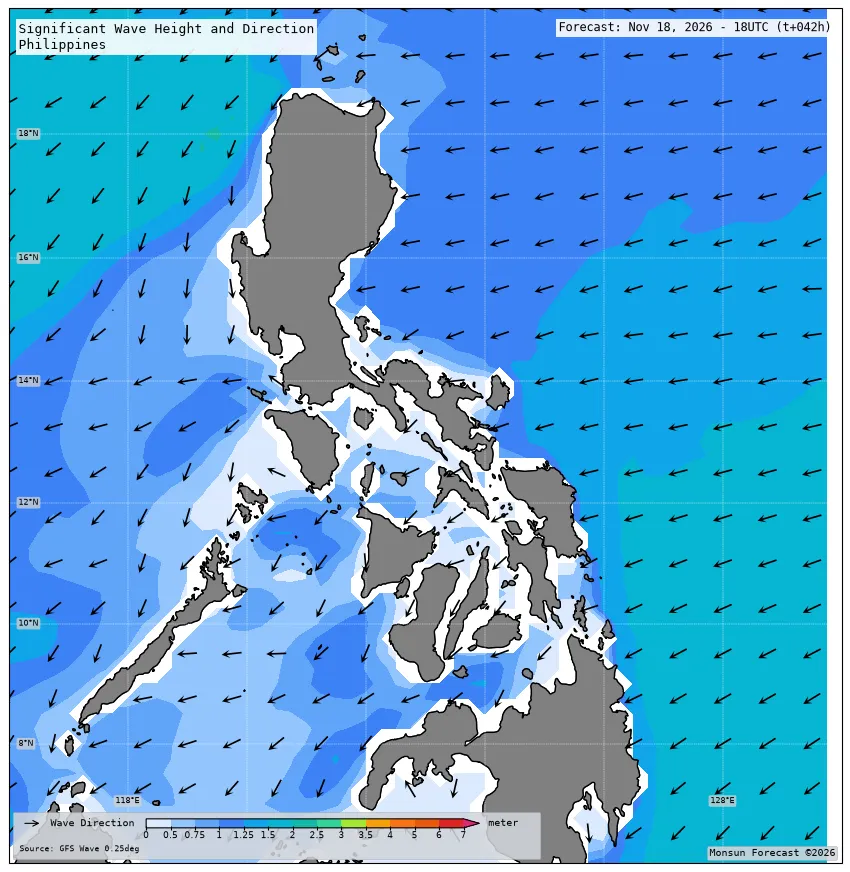 Significant Wave Height and Direction
Philippines
Forecast: Nov 18, 2026 - 18UTC (t+042h)
18°N
16°N
14°N
12°N
10°N
8°N
118°E
128°E
Wave Direction
0 0.5 0.75 1 1.25 1.5 2 2.5 3 3.5 4 5 6 7
meter
Source: GFS Wave 0.25deg
Monsun Forecast ©2026